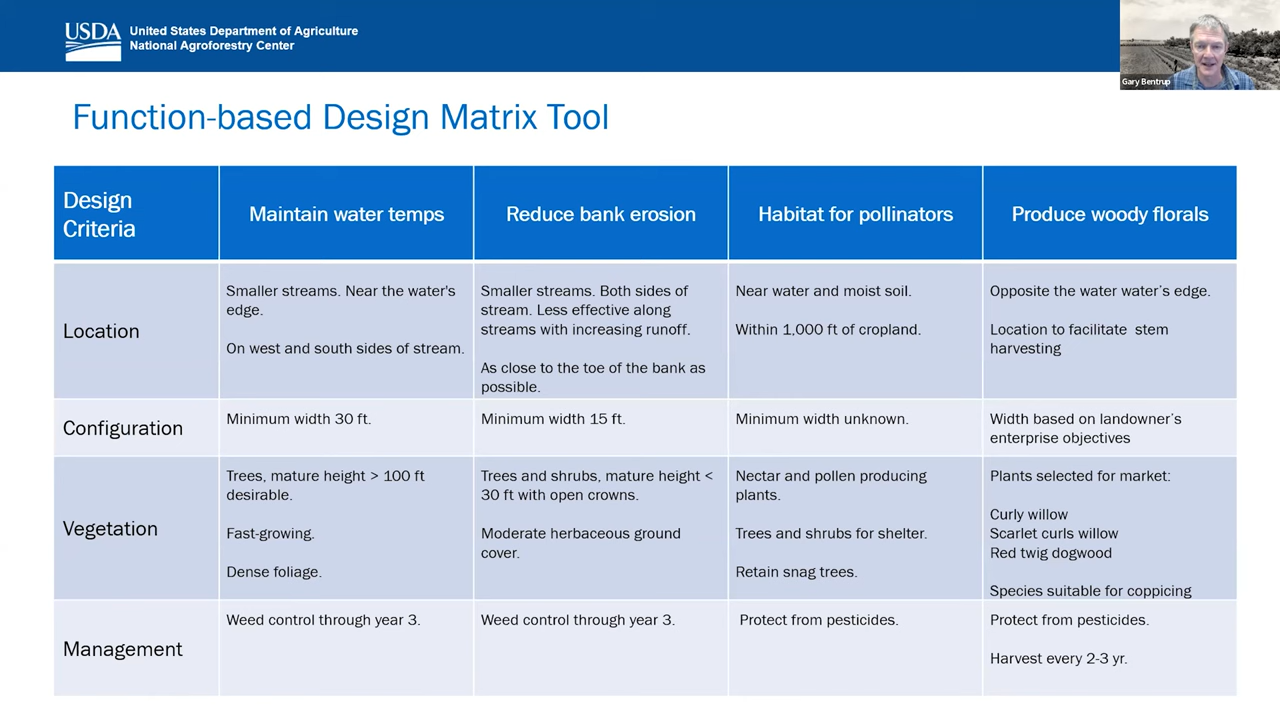 USDA
United States Department of Agriculture
National Agroforestry Center
Gary Bentrup
Function-based Design Matrix Tool
Design
Criteria
Maintain water temps
Reduce bank erosion
Habitat for pollinators
Produce woody florals
Location
Smaller streams. Near the water's
edge.
On west and south sides of stream.
Smaller streams. Both sides of
stream. Less effective along
streams with increasing runoff.
As close to the toe of the bank as
possible.
Near water and moist soil.
Within 1,000 ft of cropland.
Opposite the water water's edge.
Location to facilitate stem
harvesting
Configuration
Minimum width 30 ft.
Minimum width 15 ft.
Minimum width unknown.
Width based on landowner's
enterprise objectives
Vegetation
Trees, mature height > 100 ft
desirable.
Fast-growing.
Dense foliage.
Trees and shrubs, mature height <
30 ft with open crowns.
Moderate herbaceous ground
cover.
Nectar and pollen producing
plants.
Trees and shrubs for shelter.
Retain snag trees.
Plants selected for market:
Curly willow
Scarlet curls willow
Red twig dogwood
Species suitable for coppicing
Management
Weed control through year 3.
Weed control through year 3.
Protect from pesticides.
Protect from pesticides.
Harvest every 2-3 yr.